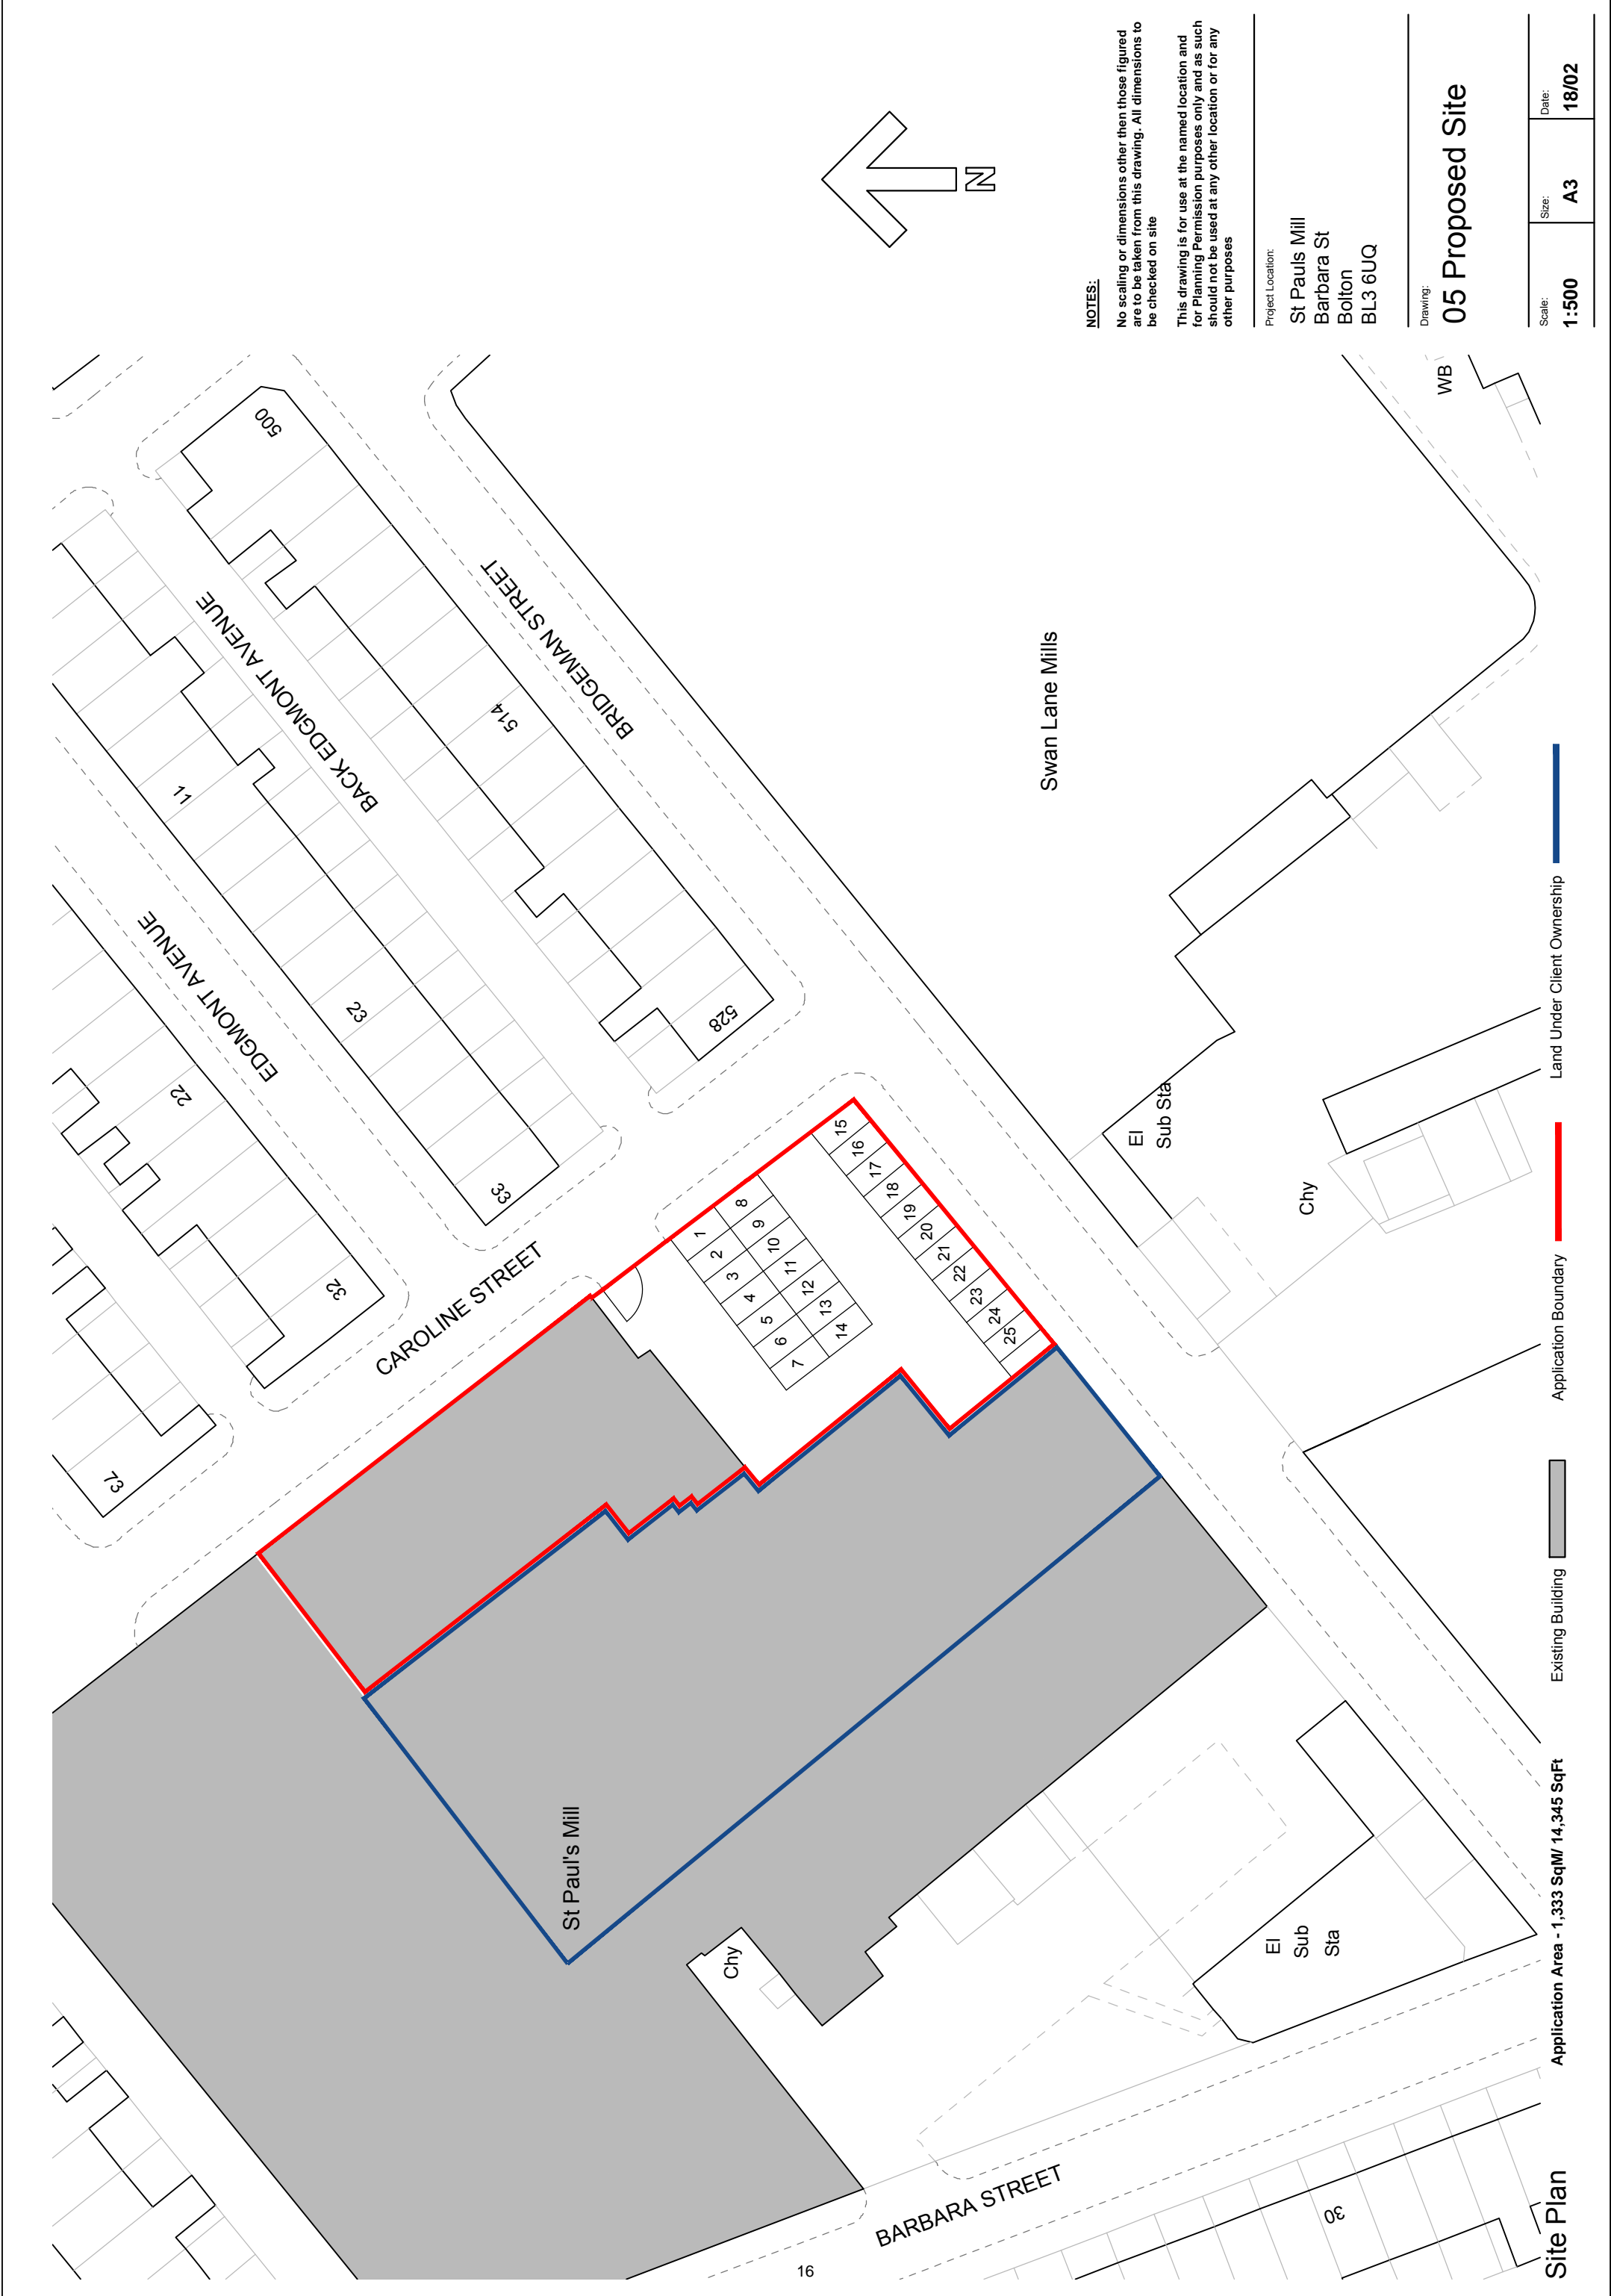 EDGMONT AVENUE
BACK EDGMONT AVENUE
BRIDGEMAN STREET
CAROLINE STREET
BARBARA STREET
500
514
528
11
23
33
22
32
73
30
1
2
3
4
5
6
7
8
9
10
11
12
13
14
15
16
17
18
19
20
21
22
23
24
25
St Paul's Mill
Chy
El
Sub
Sta
Swan Lane Mills
El
Sub Sta
Chy
WB
N
NOTES:
No scaling or dimensions other then those figured
are to be taken from this drawing. All dimensions to
be checked on site
This drawing is for use at the named location and
for Planning Permission purposes only and as such
should not be used at any other location or for any
other purposes
Project Location:
St Pauls Mill
Barbara St
Bolton
BL3 6UQ
Drawing:
05 Proposed Site
Scale:
1:500
Size:
A3
Date:
18/02
Site Plan
Application Area - 1,333 SqM/ 14,345 SqFt
Existing Building
Application Boundary
Land Under Client Ownership
16